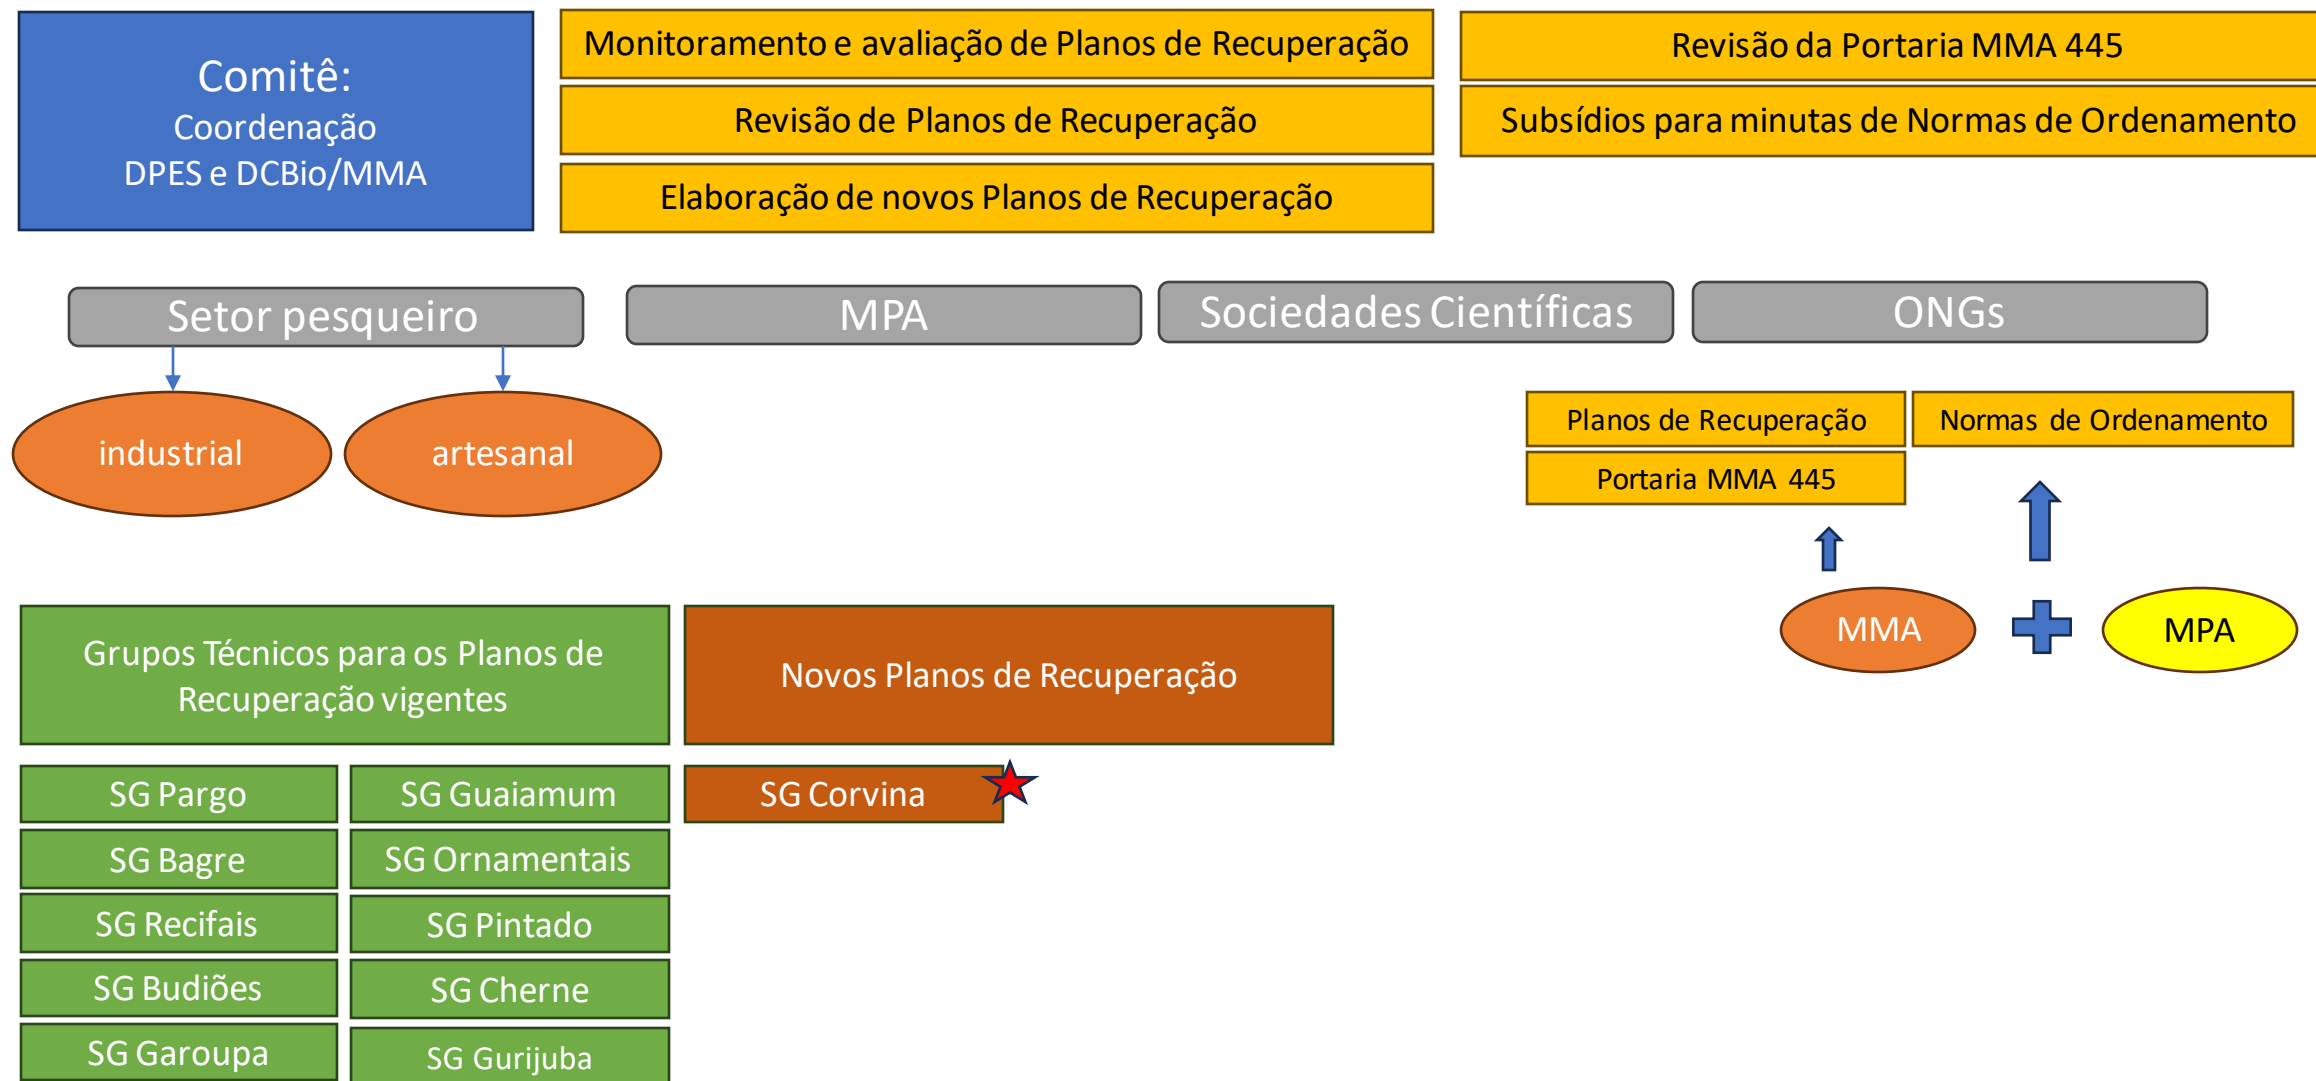 Comitê:
Coordenação
DPES e DCBio/MMA
Monitoramento e avaliação de Planos de Recuperação
Revisão de Planos de Recuperação
Elaboração de novos Planos de Recuperação
Revisão da Portaria MMA 445
Subsídios para minutas de Normas de Ordenamento
Setor pesqueiro
MPA
Sociedades Científicas
ONGs
industrial
artesanal
Planos de Recuperação
Normas de Ordenamento
Portaria MMA 445
MMA
MPA
Grupos Técnicos para os Planos de
Recuperação vigentes
Novos Planos de Recuperação
SG Pargo
SG Guaiamum
SG Corvina
SG Bagre
SG Ornamentais
SG Recifais
SG Pintado
SG Budiões
SG Cherne
SG Garoupa
SG Gurijuba